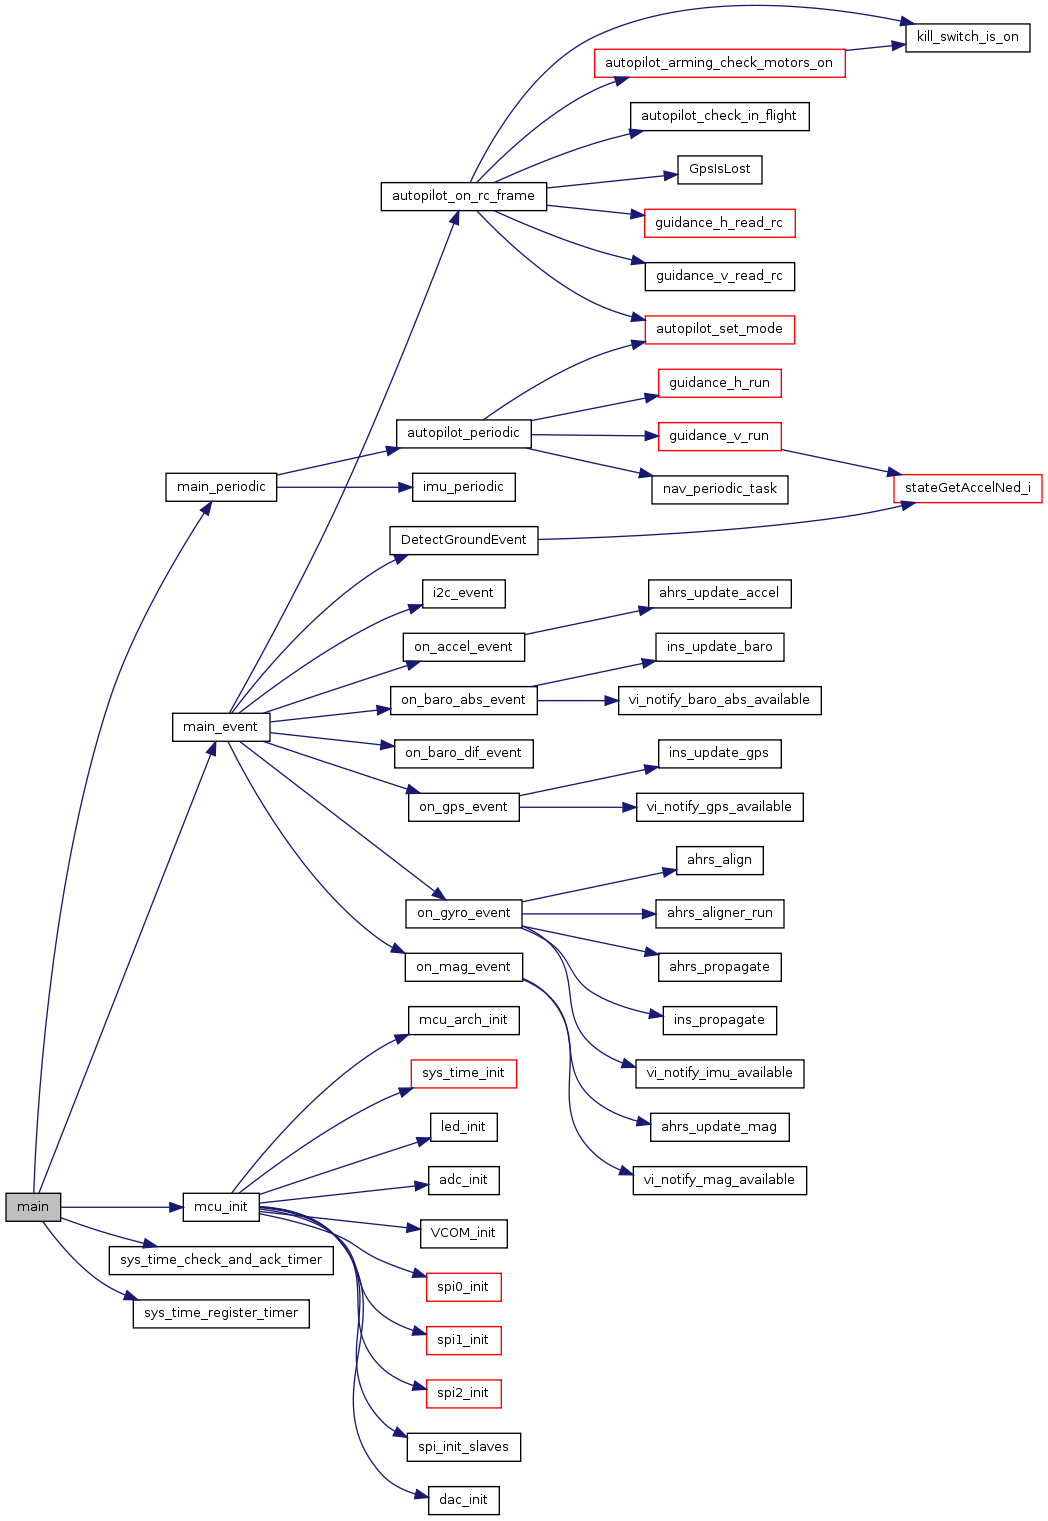 kill_switch_is_on
autopilot_arming_check_motors_on
autopilot_check_in_flight
GpsIsLost
autopilot_on_rc_frame
guidance_h_read_rc
guidance_v_read_rc
autopilot_set_mode
guidance_h_run
autopilot_periodic
guidance_v_run
main_periodic
imu_periodic
nav_periodic_task
stateGetAccelNed_i
DetectGroundEvent
i2c_event
ahrs_update_accel
on_accel_event
ins_update_baro
on_baro_abs_event
vi_notify_baro_abs_available
main_event
on_baro_dif_event
ins_update_gps
on_gps_event
vi_notify_gps_available
ahrs_align
on_gyro_event
ahrs_aligner_run
on_mag_event
ahrs_propagate
mcu_arch_init
ins_propagate
sys_time_init
vi_notify_imu_available
led_init
ahrs_update_mag
adc_init
vi_notify_mag_available
main
mcu_init
VCOM_init
sys_time_check_and_ack_timer
spi0_init
sys_time_register_timer
spi1_init
spi2_init
spi_init_slaves
dac_init